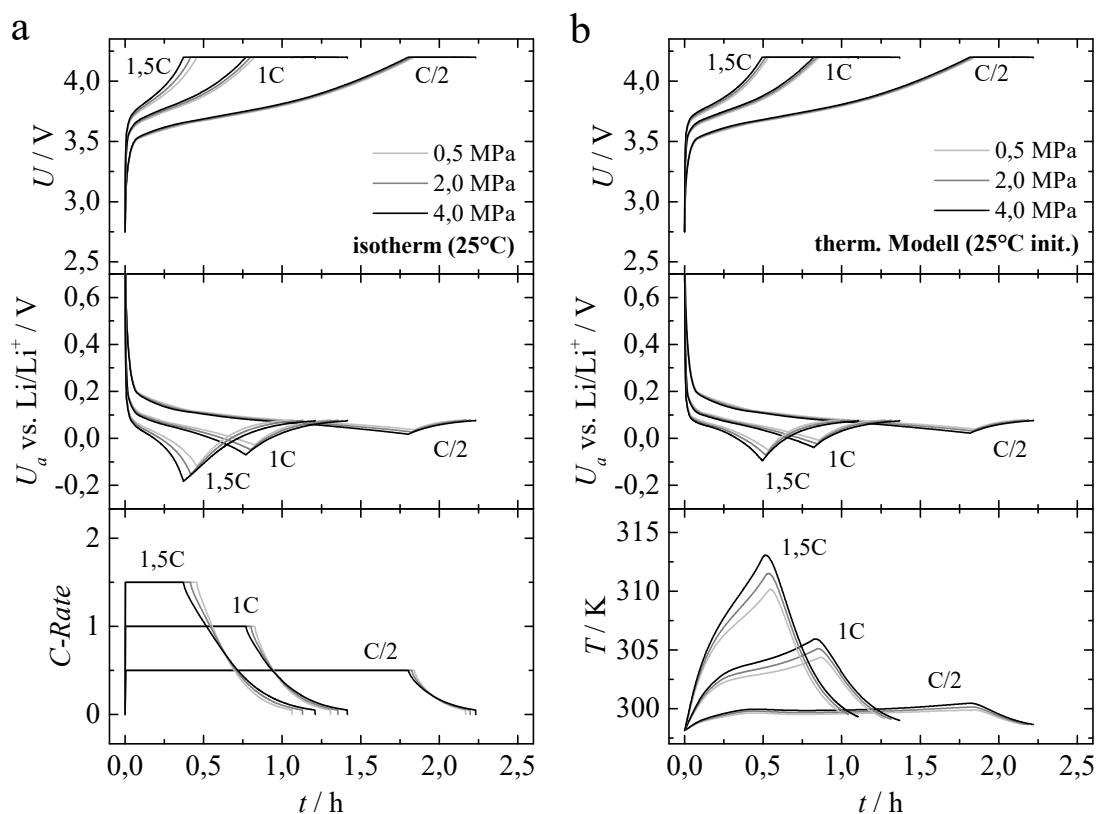 a
4,0
3,5
3,0
2,5
U / V
1,5C
1C
C/2
0,5 MPa
2,0 MPa
4,0 MPa
isotherm (25°C)
0,6
0,4
0,2
0,0
-0,2
Ua vs. Li/Li+ / V
1,5C
1C
C/2
2
1
0
C-Rate
1,5C
1C
C/2
0,0 0,5 1,0 1,5 2,0 2,5
t / h
b
4,0
3,5
3,0
2,5
U / V
1,5C
1C
C/2
0,5 MPa
2,0 MPa
4,0 MPa
therm. Modell (25°C init.)
0,6
0,4
0,2
0,0
-0,2
Ua vs. Li/Li+ / V
1,5C
1C
C/2
315
310
305
300
T / K
1,5C
1C
C/2
0,0 0,5 1,0 1,5 2,0 2,5
t / h